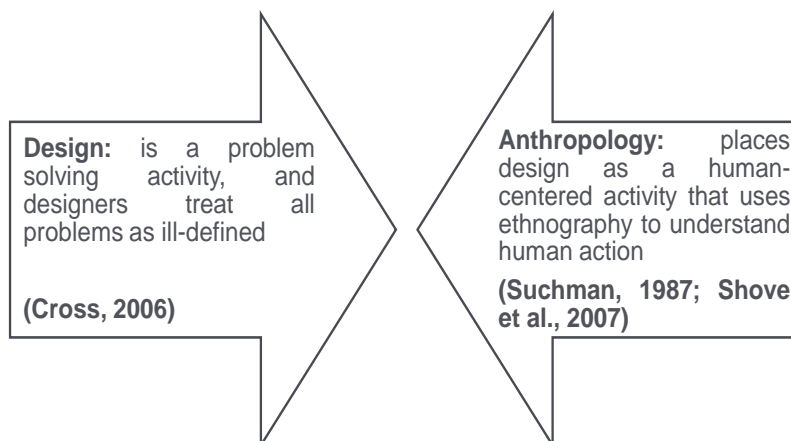 Design: is a problem
solving activity, and
designers treat all
problems as ill-defined
(Cross, 2006)
Anthropology: places
design as a human-
centered activity that uses
ethnography to understand
human action
(Suchman, 1987; Shove
et al., 2007)